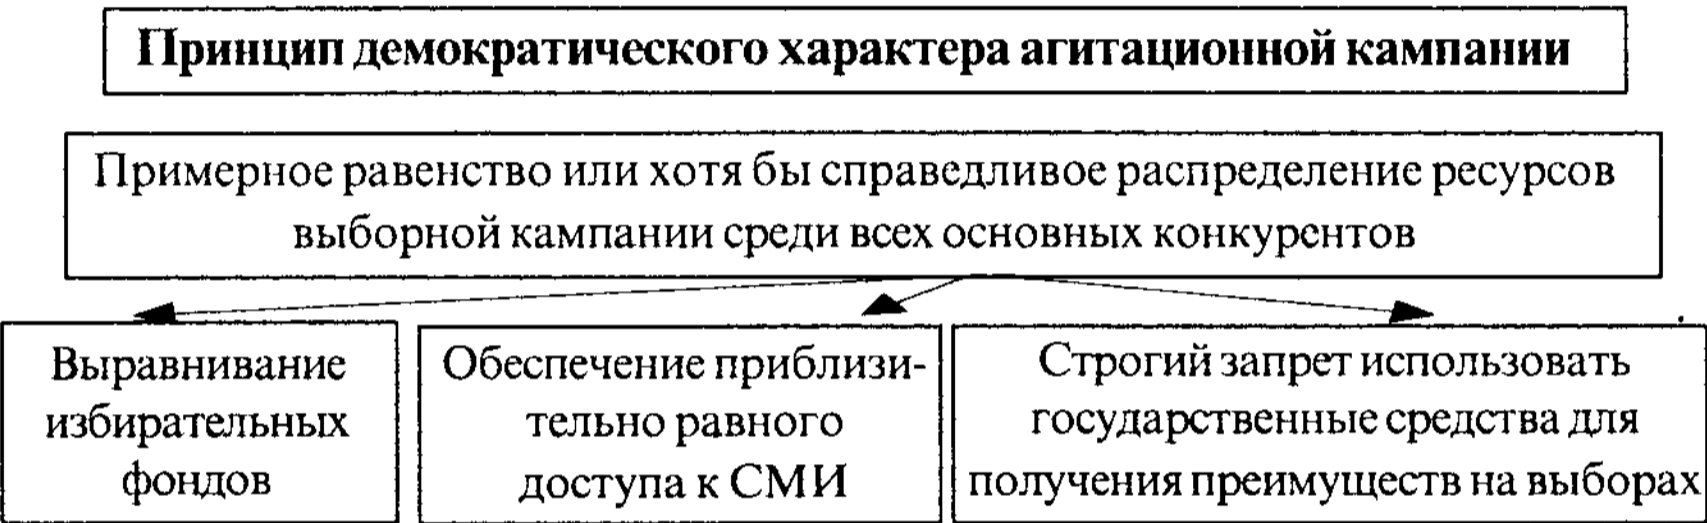 Принцип демократического характера агитационной кампании
Примерное равенство или хотя бы справедливое распределение ресурсов
выборной кампании среди всех основных конкурентов
Выравнивание
избирательных
фондов
Обеспечение приблизи-
тельно равного
доступа к СМИ
Строгий запрет использовать
государственные средства для
получения преимуществ на выборах